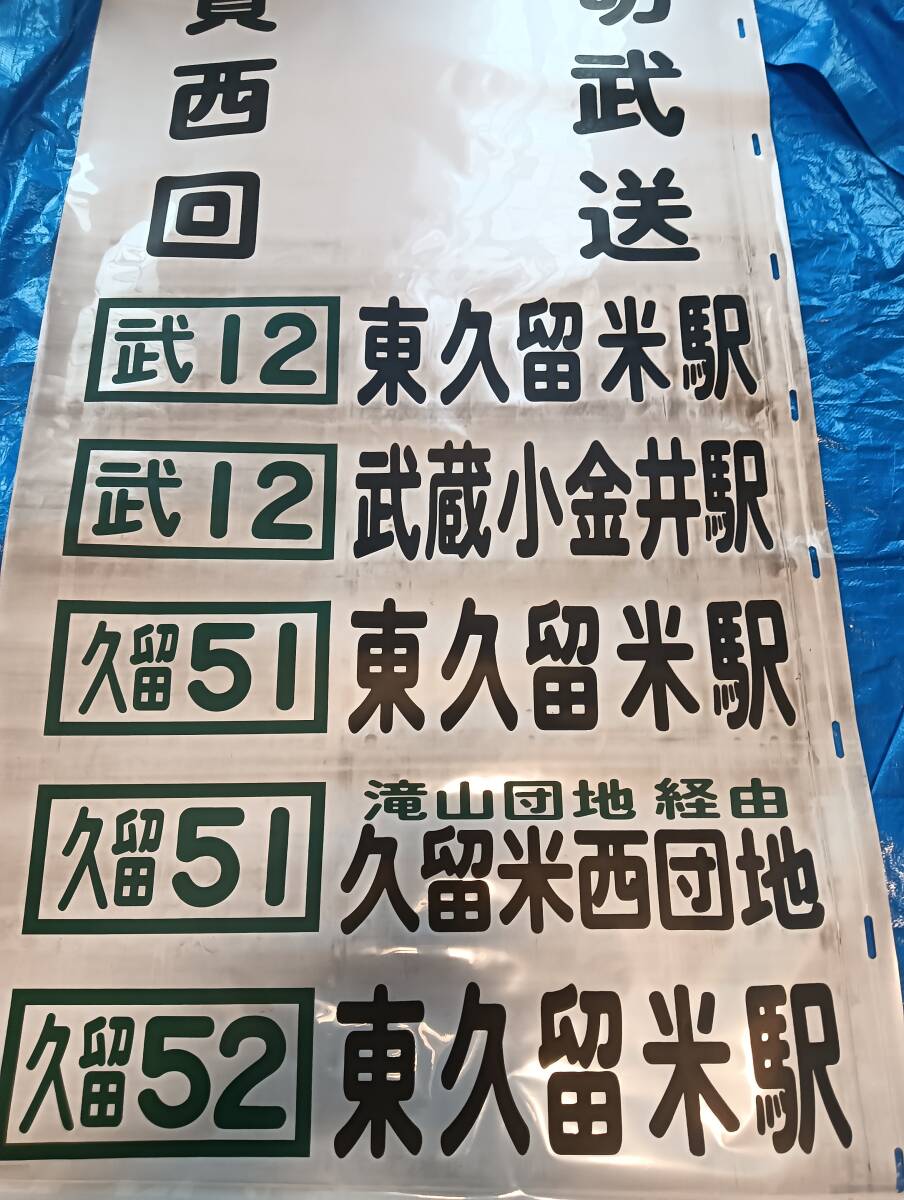 西 武
回 送
武12 東久留米駅
武12 武蔵小金井駅
久留51 東久留米駅
滝山団地 経由
久留51 久留米西団地
久留52 東久留米駅